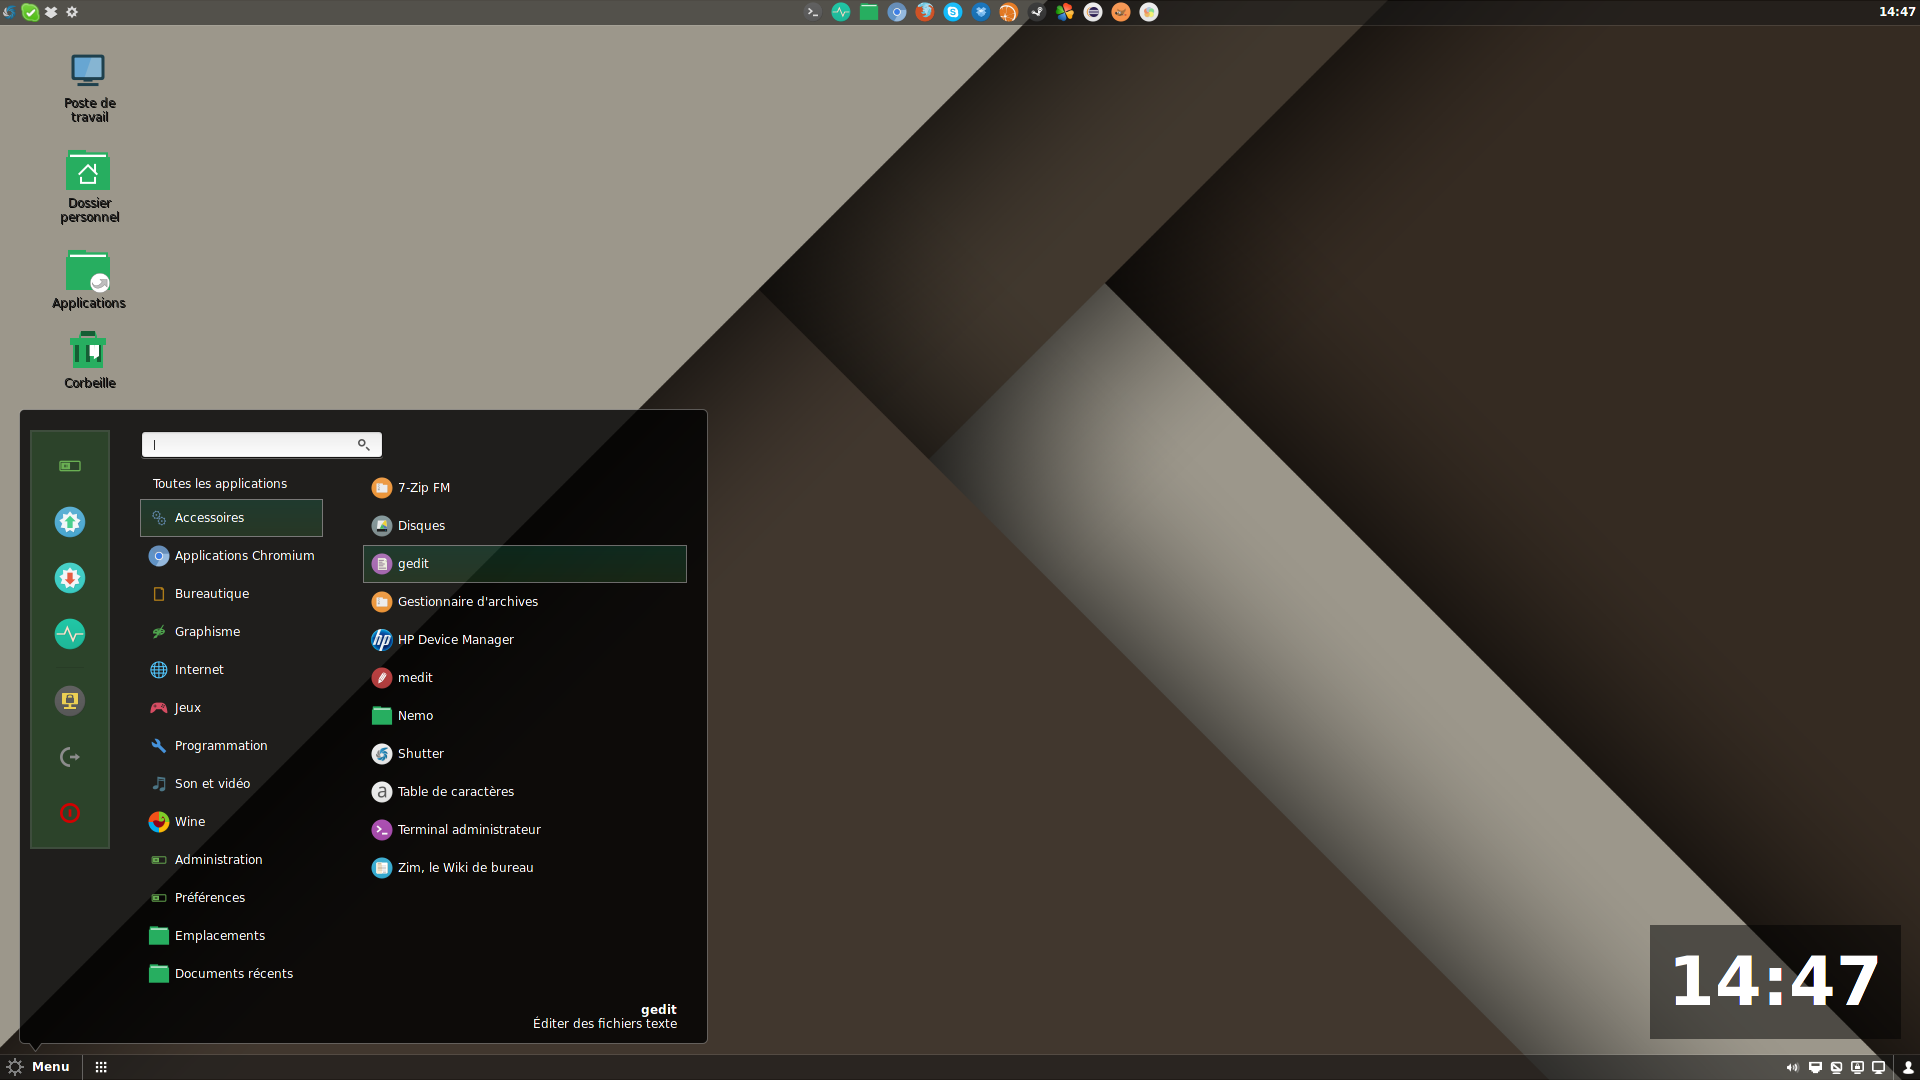 14:47
Poste de
travail
Dossier
personnel
Applications
Corbeille
Toutes les applications
Accessoires
Applications Chromium
Bureautique
Graphisme
Internet
Jeux
Programmation
Son et vidéo
Wine
Administration
Préférences
Emplacements
Documents récents
7-Zip FM
Disques
gedit
Gestionnaire d'archives
hp HP Device Manager
medit
Nemo
Shutter
a Table de caractères
Terminal administrateur
Zim, le Wiki de bureau
gedit
Éditer des fichiers texte
14:47
Menu